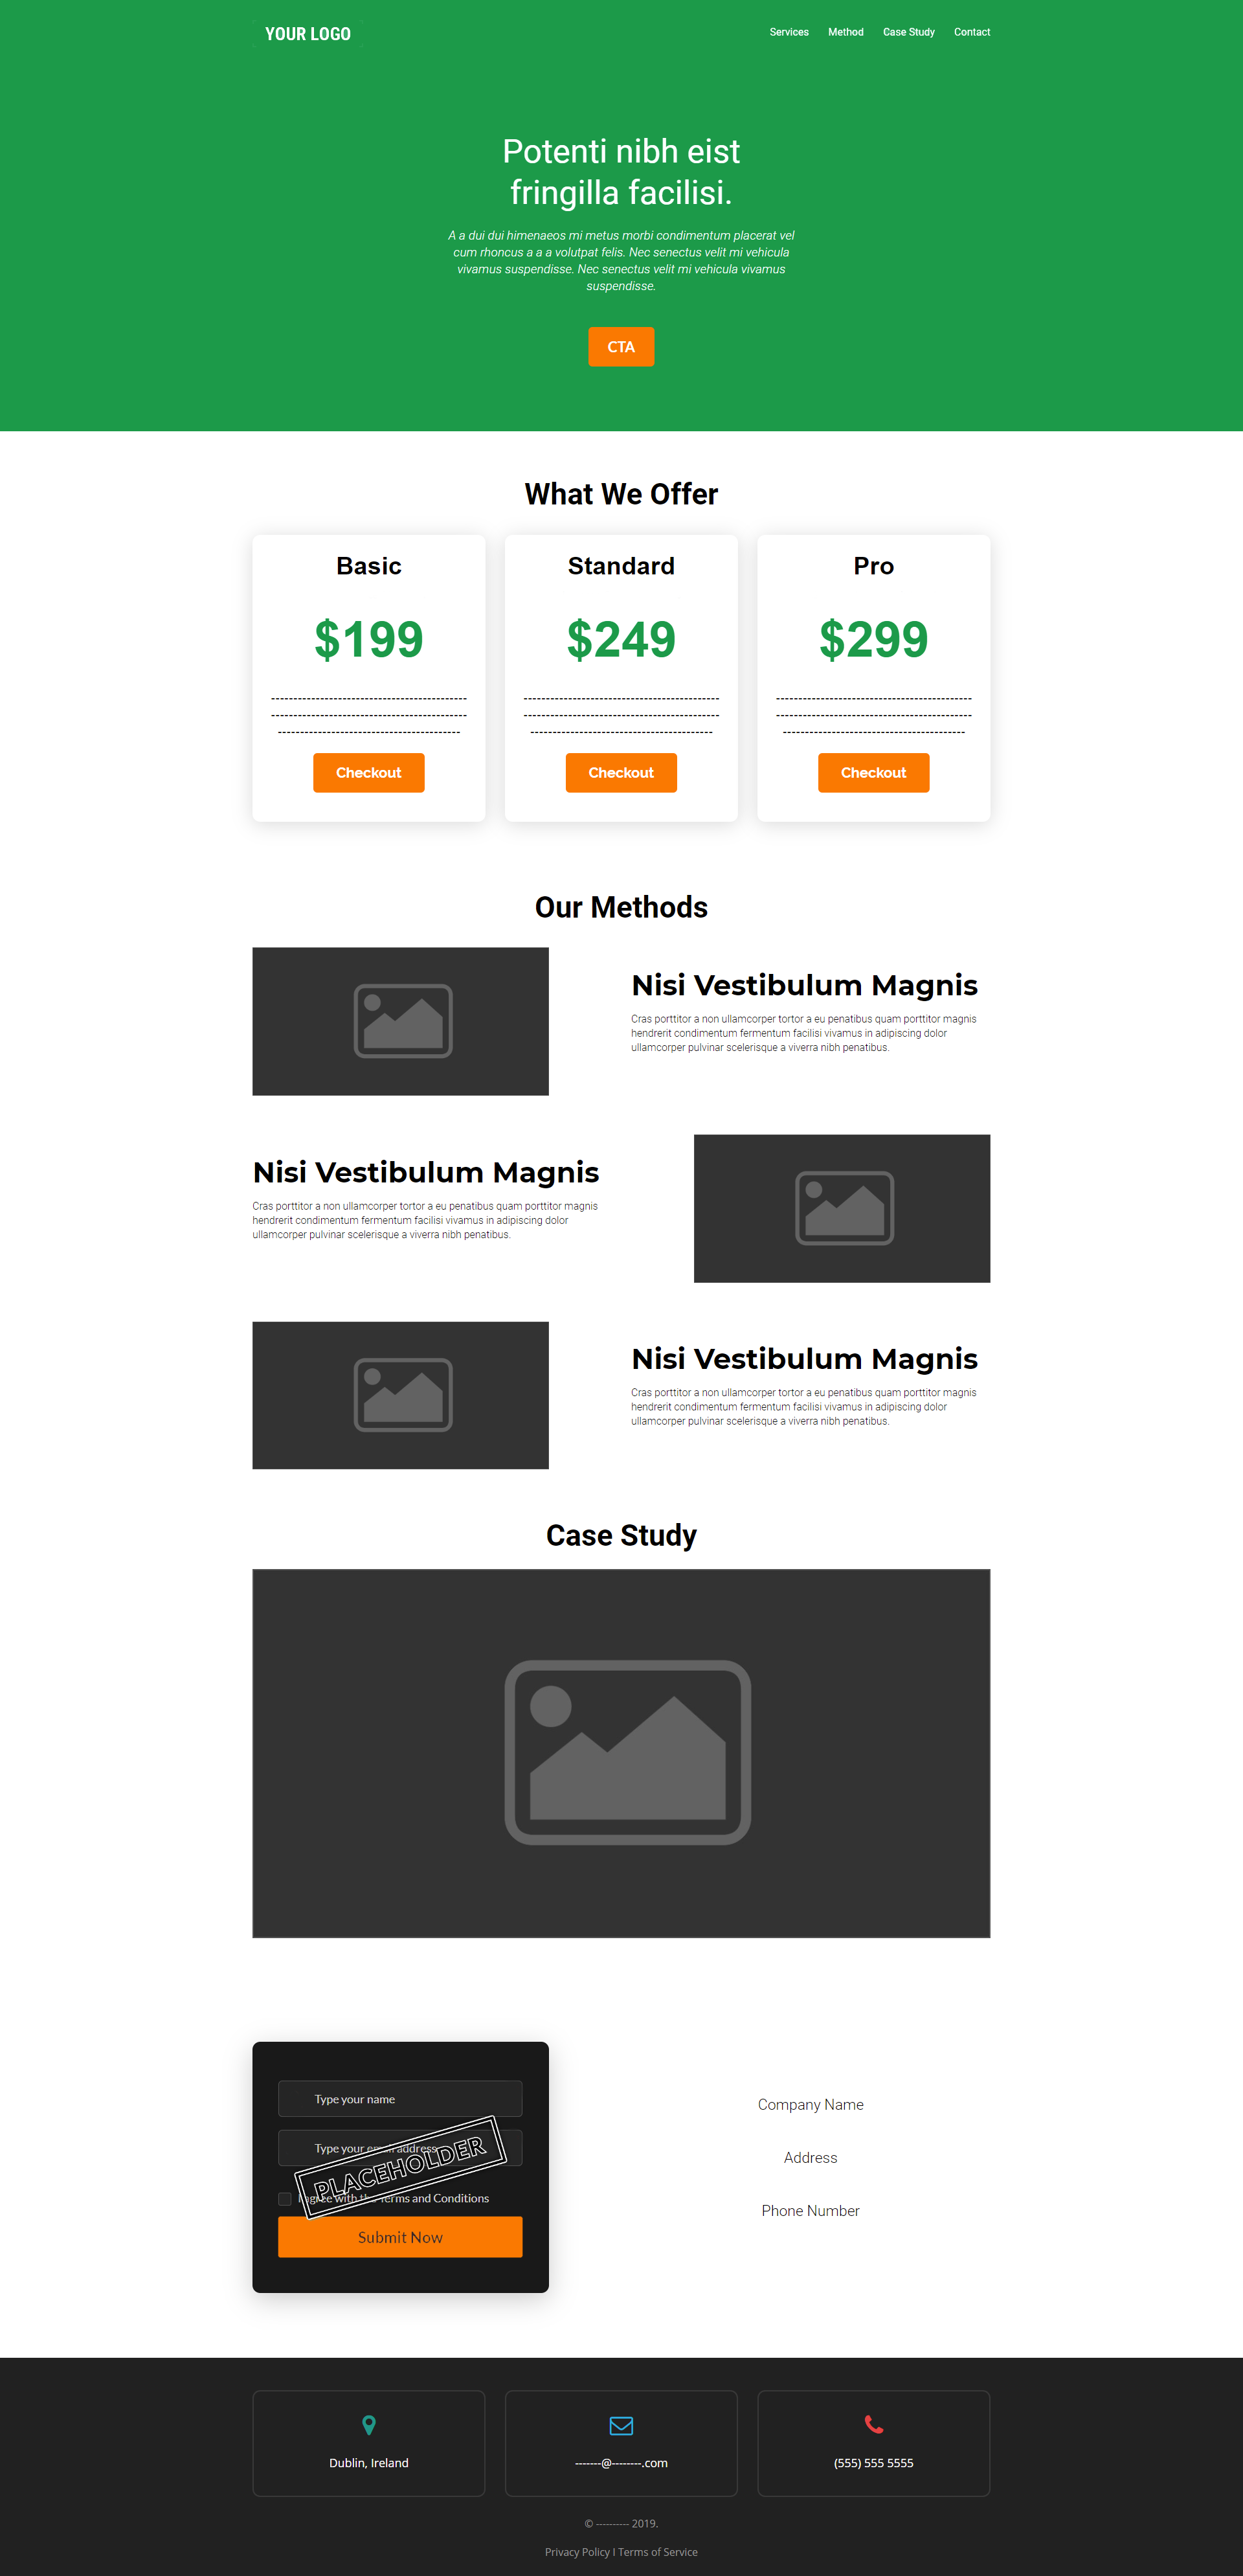 YOUR LOGO
Services Method Case Study Contact
Potenti nibh eist
fringilla facilisi.
A a dui dui himenaeos mi metus morbi condimentum placerat vel
cum rhoncus a a a volutpat felis. Nec senectus velit mi vehicula
vivamus suspendisse. Nec senectus velit mi vehicula vivamus
suspendisse.
CTA
What We Offer
Basic
$199
--------------------------------------------
--------------------------------------------
-----------------------------------------
Checkout
Standard
$249
--------------------------------------------
--------------------------------------------
-----------------------------------------
Checkout
Pro
$299
--------------------------------------------
--------------------------------------------
-----------------------------------------
Checkout
Our Methods
Nisi Vestibulum Magnis
Cras porttitor a non ullamcorper tortor a eu penatibus quam porttitor magnis
hendrerit condimentum fermentum facilisi vivamus in adipiscing dolor
ullamcorper pulvinar scelerisque a viverra nibh penatibus.
Nisi Vestibulum Magnis
Cras porttitor a non ullamcorper tortor a eu penatibus quam porttitor magnis
hendrerit condimentum fermentum facilisi vivamus in adipiscing dolor
ullamcorper pulvinar scelerisque a viverra nibh penatibus.
Nisi Vestibulum Magnis
Cras porttitor a non ullamcorper tortor a eu penatibus quam porttitor magnis
hendrerit condimentum fermentum facilisi vivamus in adipiscing dolor
ullamcorper pulvinar scelerisque a viverra nibh penatibus.
Case Study
Type your name
Type your email address
PLACEHOLDER
I agree with the Terms and Conditions
Submit Now
Company Name
Address
Phone Number
Dublin, Ireland
-------@--------.com
(555) 555 5555
© ---------- 2019.
Privacy Policy I Terms of Service